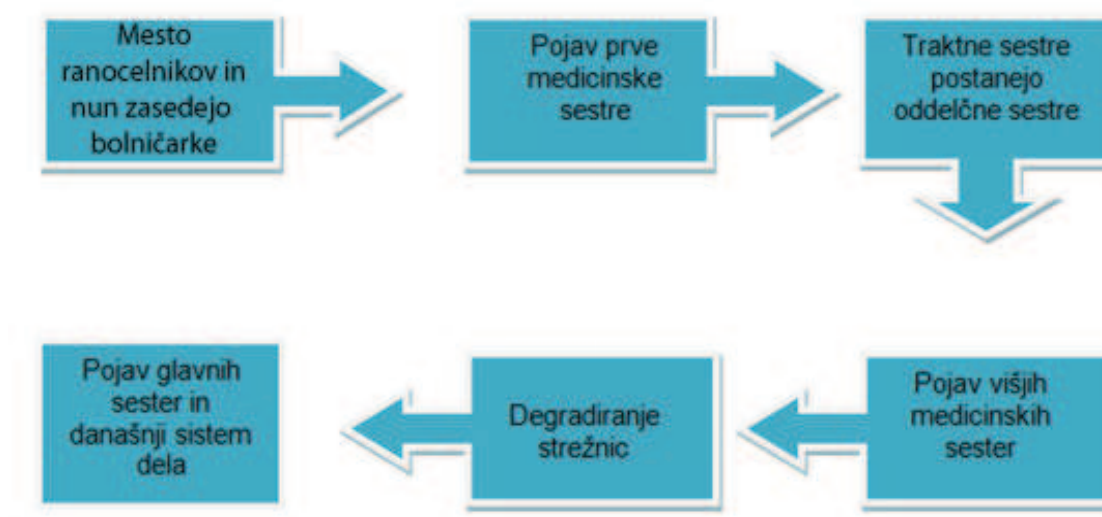 Mesto
ranocelnikov in
nun zasedejo
bolničarke
Pojav prve
medicinske
sestre
Traktne sestre
postanejo
oddelčne sestre
Pojav višjih
medicinskih
sester
Degradiranje
strežnic
Pojav glavnih
sester in
današnji sistem
dela